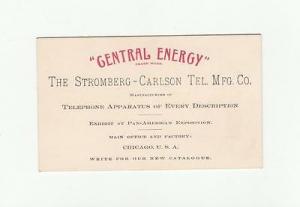 "CENTRAL ENERGY"
TRADE MARK
THE STROMBERG-CARLSON TEL. MFG. CO.
MANUFACTURERS OF
TELEPHONE APPARATUS OF EVERY DESCRIPTION
EXHIBIT AT PAN-AMERICAN EXPOSITION.
MAIN OFFICE AND FACTORY:
CHICAGO, U. S. A.
WRITE FOR OUR NEW CATALOGUE.